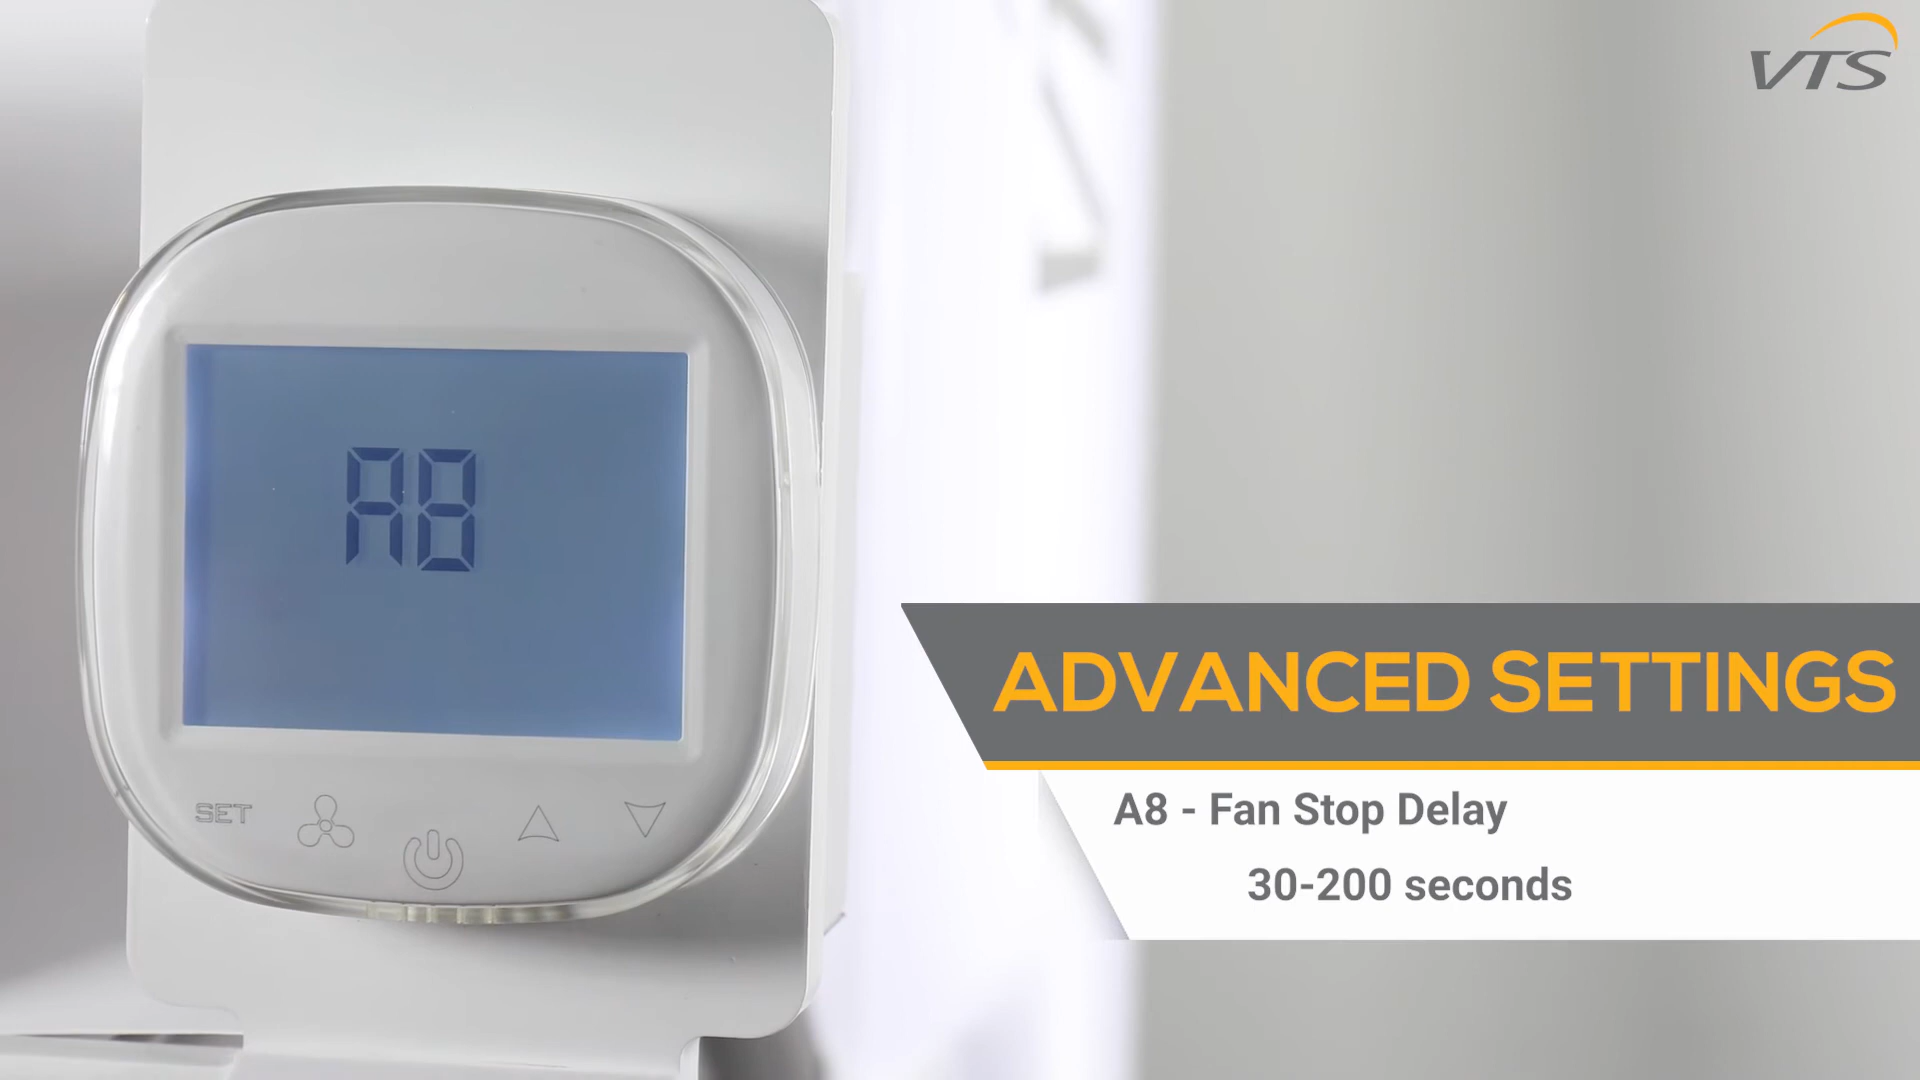 VTS
A8
SET
ADVANCED SETTINGS
A8 - Fan Stop Delay
30-200 seconds